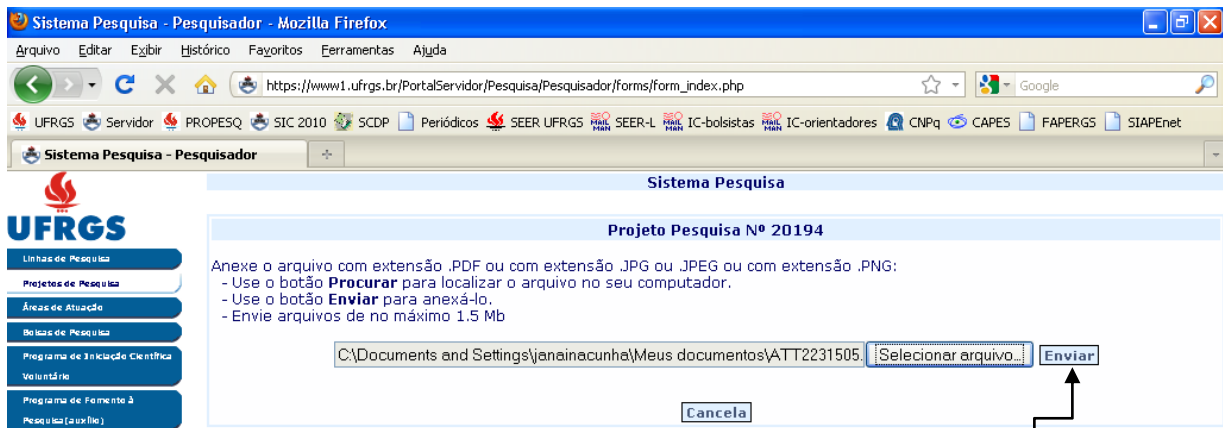 Sistema Pesquisa - Pesquisador - Mozilla Firefox
Arquivo Editar Exibir Histórico Favoritos Ferramentas Ajuda
https://www1.ufrgs.br/PortalServidor/Pesquisa/Pesquisador/forms/form_index.php Google
UFRGS Servidor PROPESQ SIC 2010 SCDP Periódicos SEER UFRGS SEER-L IC-bolsistas IC-orientadores CNPq CAPES FAPERGS SIAPEnet
Sistema Pesquisa - Pesquisador
Sistema Pesquisa
UFRGS
Projeto Pesquisa Nº 20194
Linhas de Pesquisa
Projetos de Pesquisa
Áreas de Atuação
Bolsas de Pesquisa
Programa de Iniciação Científica
Voluntário
Programa de Fomento à
Pesquisa(auxílio)
Anexe o arquivo com extensão .PDF ou com extensão .JPG ou .JPEG ou com extensão .PNG:
- Use o botão Procurar para localizar o arquivo no seu computador.
- Use o botão Enviar para anexá-lo.
- Envie arquivos de no máximo 1.5 Mb
C:\Documents and Settings\janainacunha\Meus documentos\ATT2231505. Selecionar arquivo... Enviar
Cancela